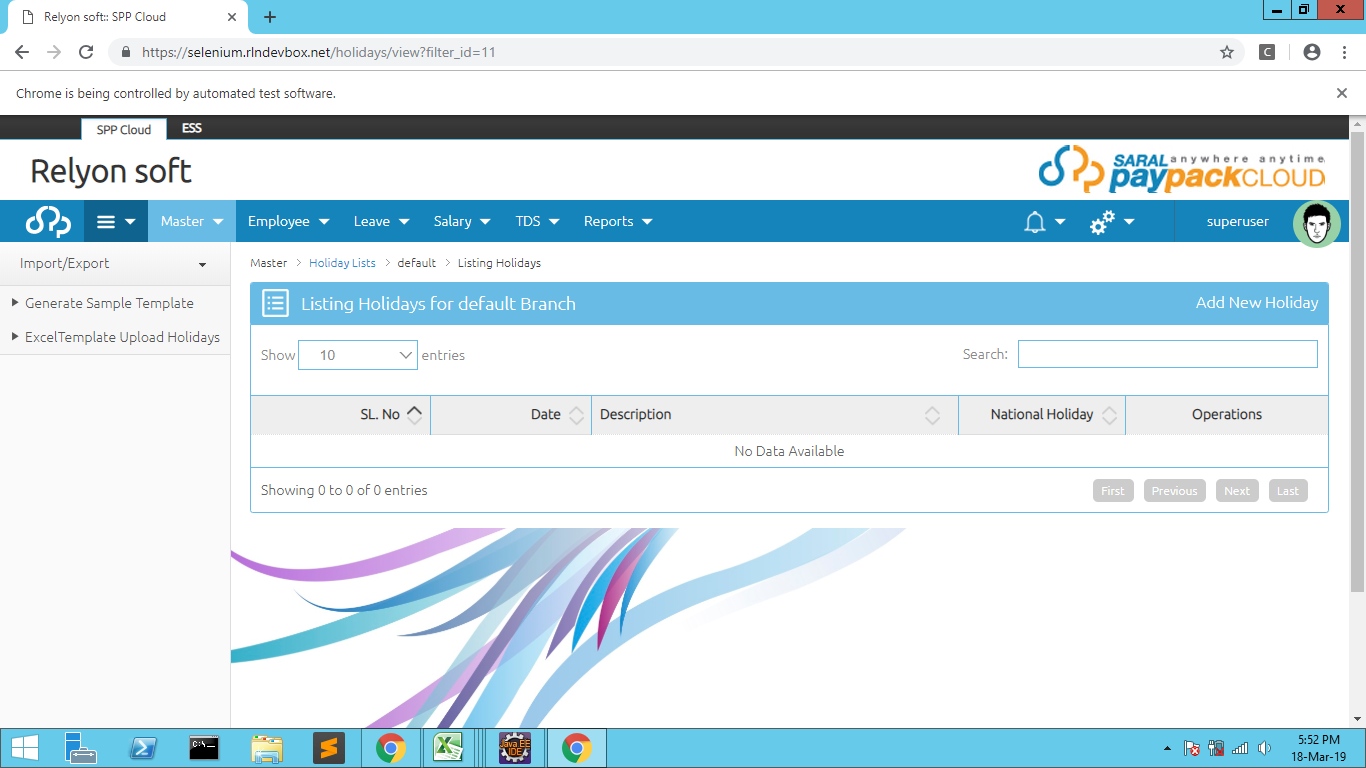 Relyon soft:: SPP Cloud
https://selenium.rlndevbox.net/holidays/view?filter_id=11
C
Chrome is being controlled by automated test software.
SPP Cloud ESS
Relyon soft
SARAL anywhere anytime
paypackCLOUD
Master Employee Leave Salary TDS Reports superuser
Import/Export
Generate Sample Template
ExcelTemplate Upload Holidays
Master > Holiday Lists > default > Listing Holidays
Listing Holidays for default Branch Add New Holiday
Show 10 entries Search:
SL. No Date Description National Holiday Operations
No Data Available
Showing 0 to 0 of 0 entries First Previous Next Last
C:\_
Java EE
IDE
5:52 PM
18-Mar-19